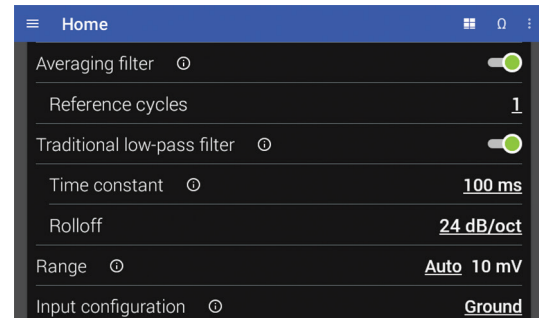 Home Ω
Averaging filter
Reference cycles 1
Traditional low-pass filter
Time constant 100 ms
Rolloff 24 dB/oct
Range Auto 10 mV
Input configuration Ground